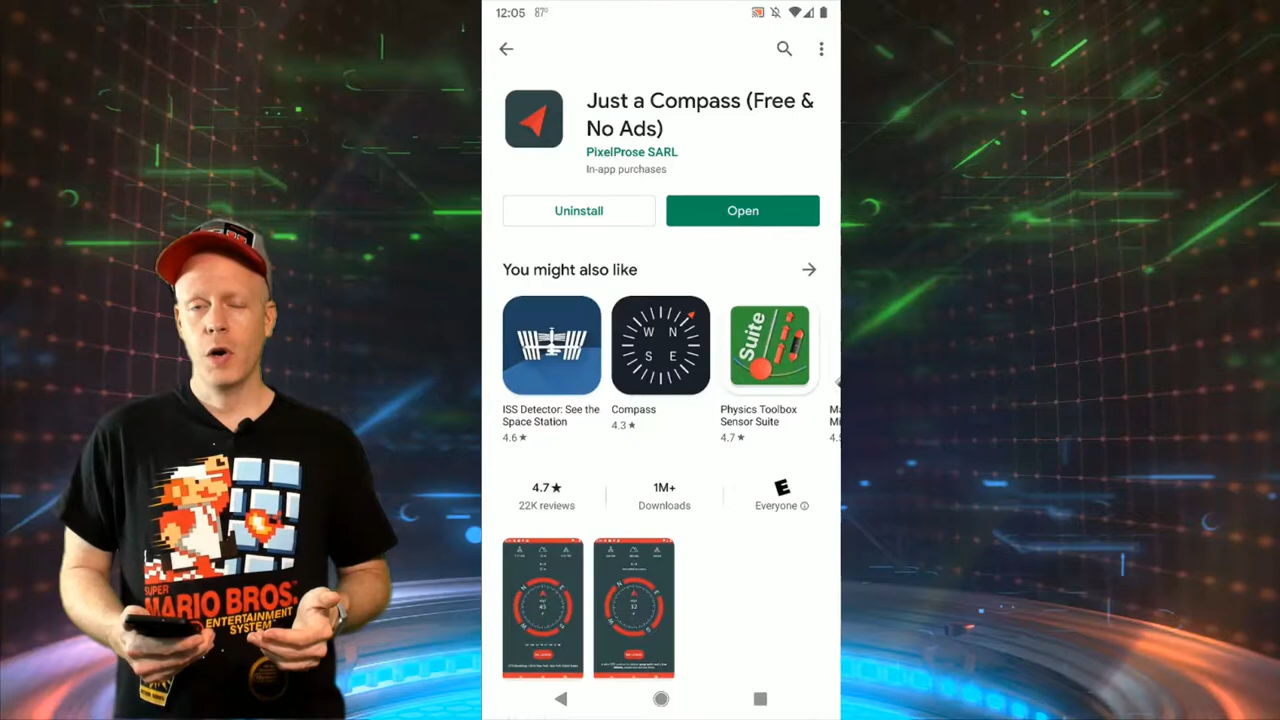 12:05 87°
Just a Compass (Free &
No Ads)
PixelProse SARL
In-app purchases
Uninstall
Open
You might also like
W N
S E
Suite
ISS Detector: See the
Space Station
4.6★
Compass
4.3★
Physics Toolbox
Sensor Suite
4.7★
4.7★
22K reviews
1M+
Downloads
E
Everyone
SUPER
MARIO BROS.
ENTERTAINMENT
SYSTEM